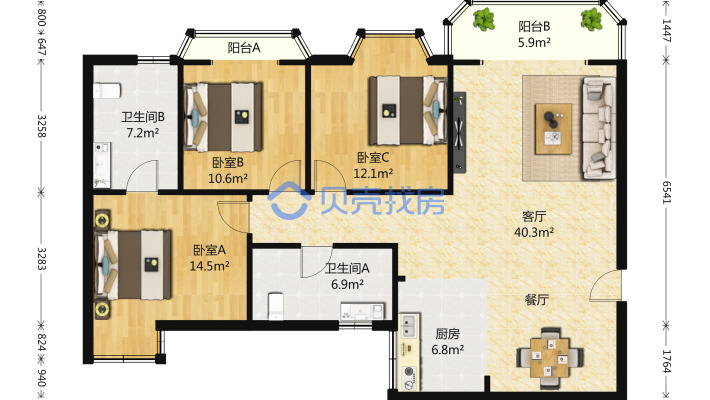 800
647
3258
3283
824
940
阳台A
阳台B
5.9m²
1447
6541
1764
卫生间B
7.2m²
卧室B
10.6m²
卧室C
12.1m²
贝壳找房
客厅
40.3m²
卧室A
14.5m²
卫生间A
6.9m²
餐厅
厨房
6.8m²